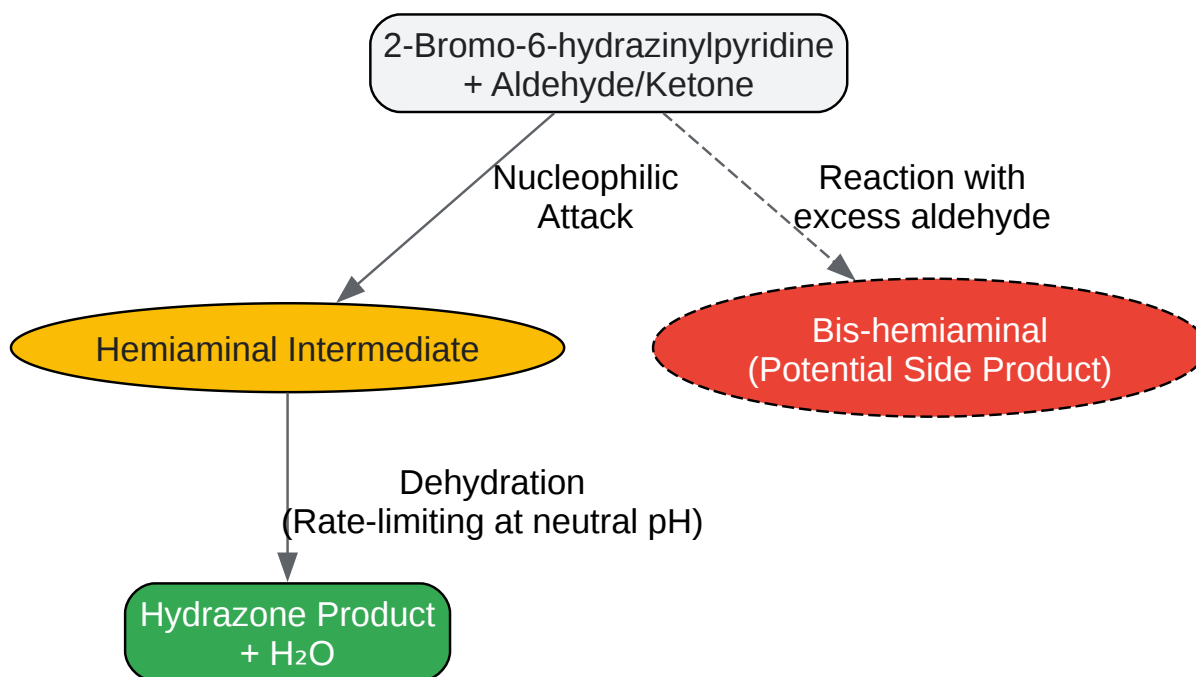 2-Bromo-6-hydrazinylpyridine
+ Aldehyde/Ketone
Nucleophilic
Attack
Reaction with
excess aldehyde
Hemiaminal Intermediate
Bis-hemiaminal
(Potential Side Product)
Dehydration
(Rate-limiting at neutral pH)
Hydrazone Product
+ H₂O